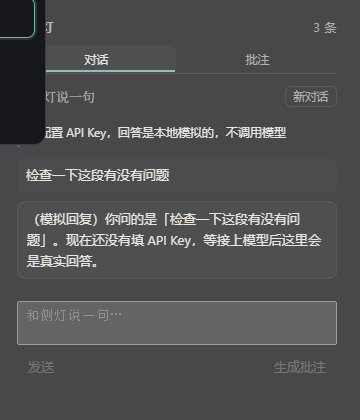 灯
3 条
对话
批注
灯说一句
新对话
配置 API Key，回答是本地模拟的，不调用模型
检查一下这段有没有问题
（模拟回复）你问的是「检查一下这段有没有问
题」。现在还没有填 API Key，等接上模型后这里会
是真实回答。
和侧灯说一句…
发送
生成批注